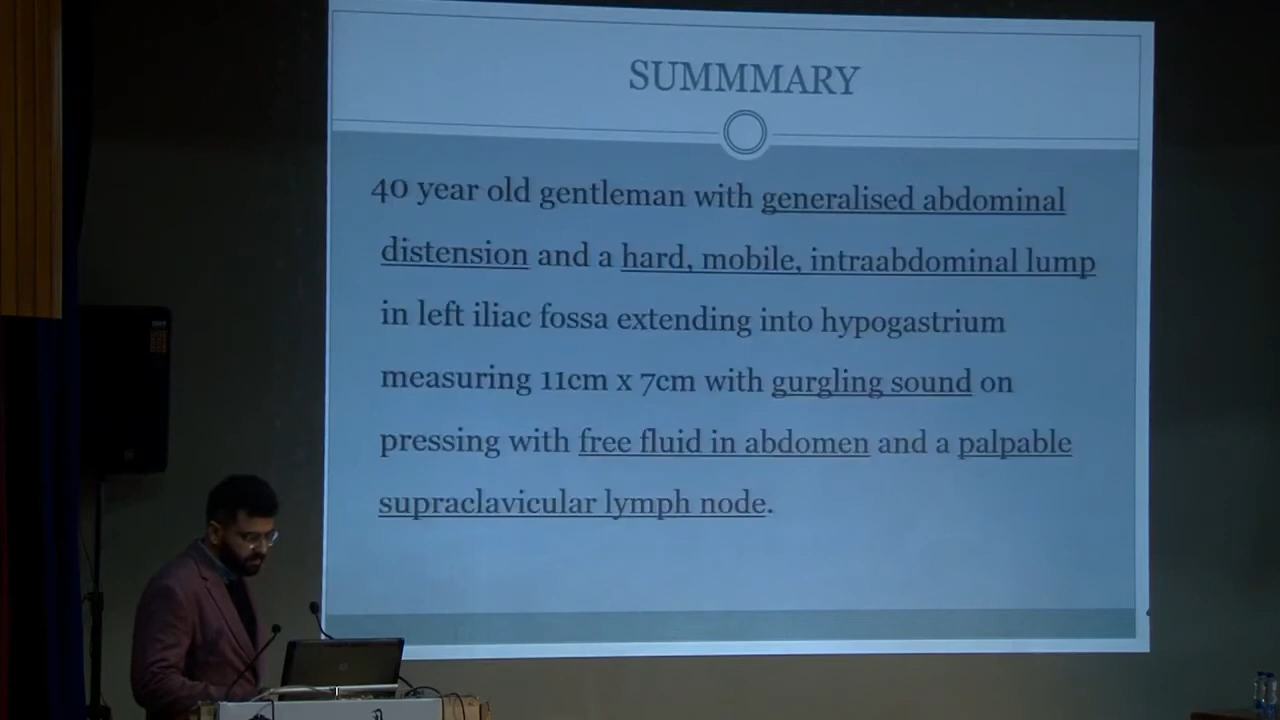 SUMMMARY
40 year old gentleman with generalised abdominal
distension and a hard, mobile, intraabdominal lump
in left iliac fossa extending into hypogastrium
measuring 11cm x 7cm with gurgling sound on
pressing with free fluid in abdomen and a palpable
supraclavicular lymph node.